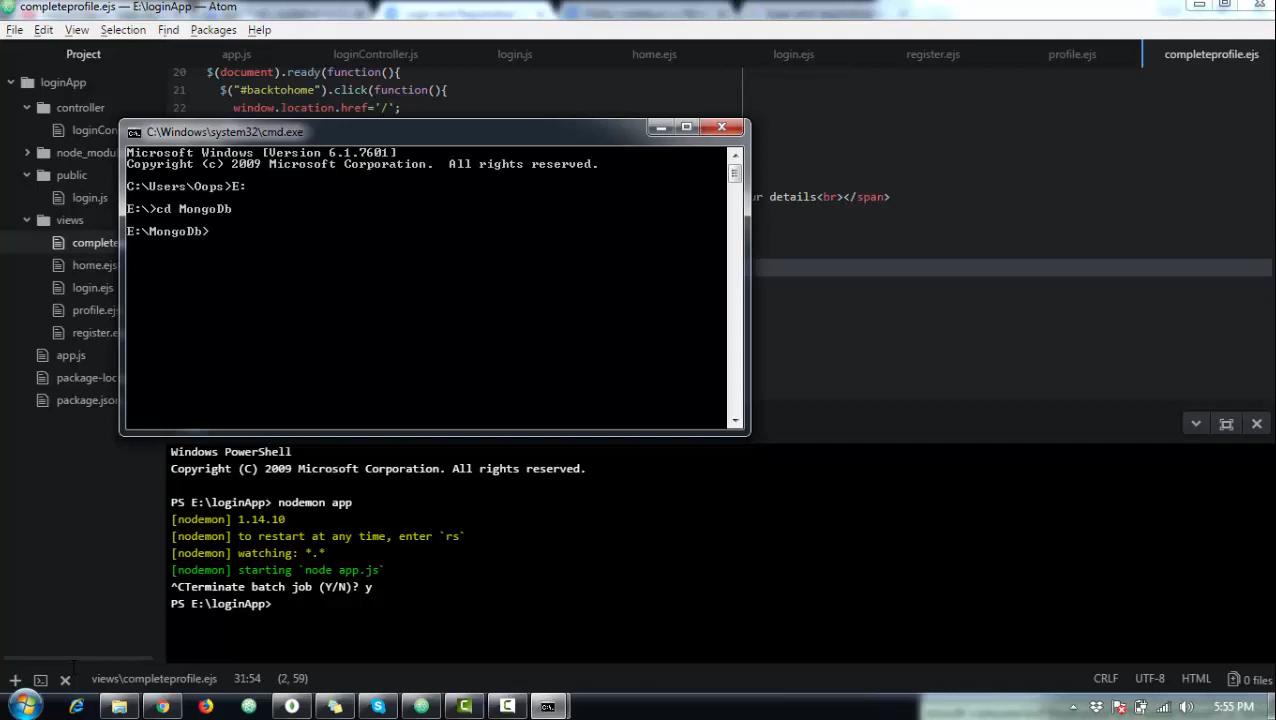 completeprofile.ejs — E:\loginApp — Atom
File Edit View Selection Find Packages Help
Project app.js loginController.js login.js home.ejs login.ejs register.ejs profile.ejs completeprofile.ejs
20 $(document).ready(function(){
loginApp
21 $("#backtohome").click(function(){
controller
22 window.location.href='/';
loginCon
node_modu
public
login.js
views
complete
home.ejs
login.ejs
profile.ejs
register.e
app.js
package-loc
package.json
C:\Windows\system32\cmd.exe
Microsoft Windows [Version 6.1.7601]
Copyright (c) 2009 Microsoft Corporation. All rights reserved.
C:\Users\Oops>E:
E:\>cd MongoDb
E:\MongoDb>
ur details<br></span>
Windows PowerShell
Copyright (C) 2009 Microsoft Corporation. All rights reserved.
PS E:\loginApp> nodemon app
[nodemon] 1.14.10
[nodemon] to restart at any time, enter `rs`
[nodemon] watching: *.*
[nodemon] starting `node app.js`
^CTerminate batch job (Y/N)? y
PS E:\loginApp>
views\completeprofile.ejs 31:54 (2, 59) CRLF UTF-8 HTML 0 files
5:55 PM